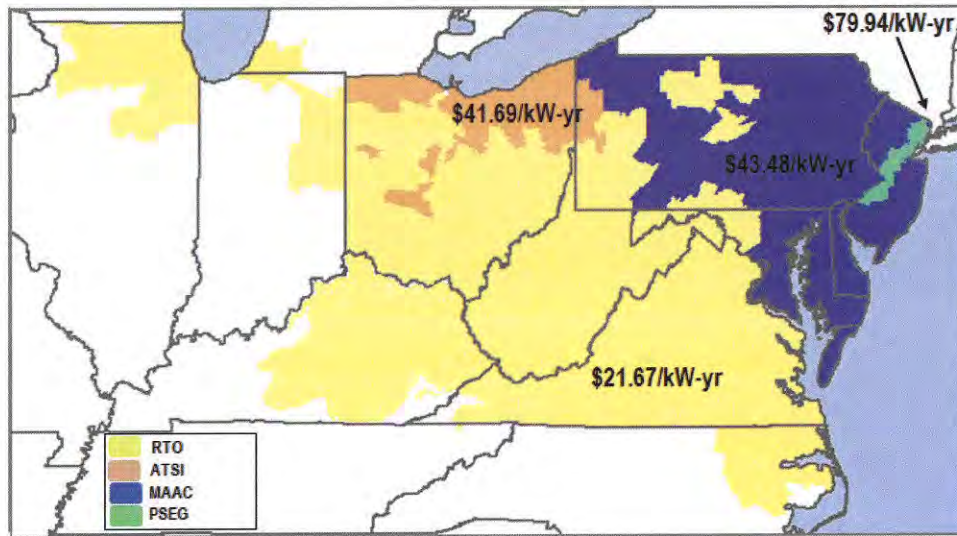 $79.94/kW-yr
$41.69/kW-yr
$43.48/kW-yr
$21.67/kW-yr
RTO
ATSI
MAAC
PSEG